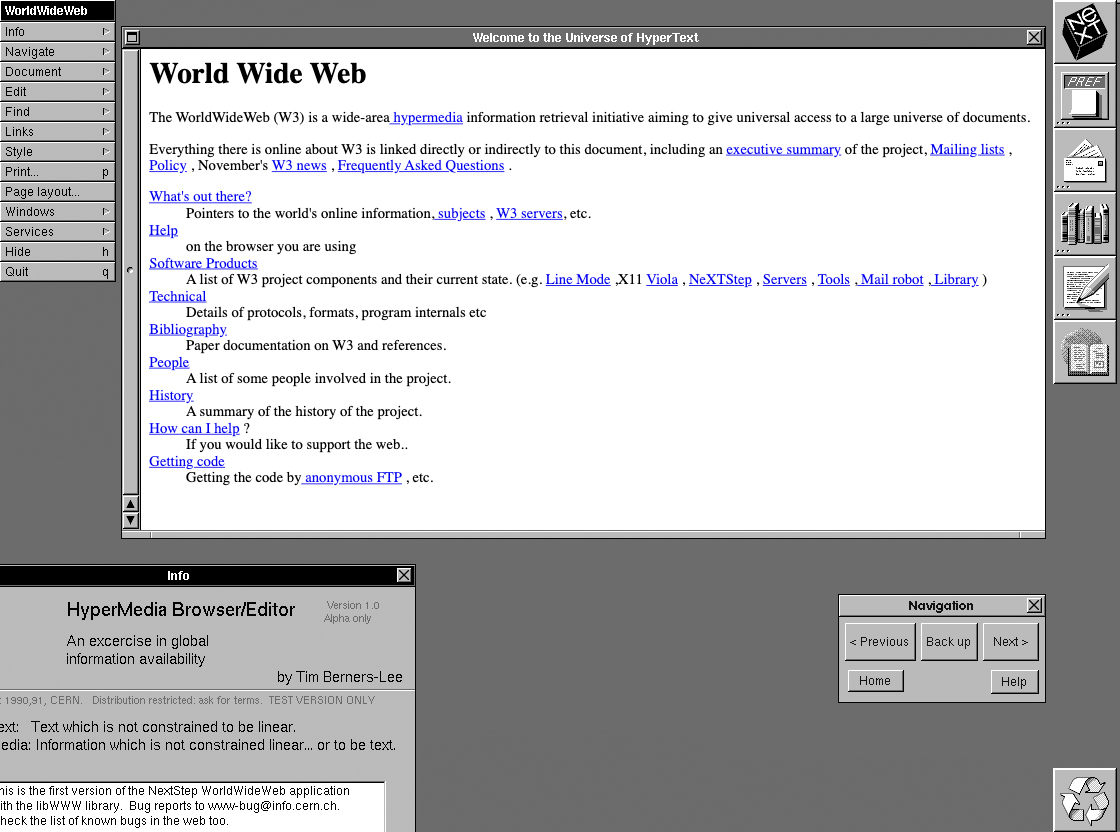 WorldWideWeb
Info
Navigate
Document
Edit
Find
Links
Style
Print... p
Page layout...
Windows
Services
Hide h
Quit q
Welcome to the Universe of HyperText
World Wide Web
The WorldWideWeb (W3) is a wide-area hypermedia information retrieval initiative aiming to give universal access to a large universe of documents.
Everything there is online about W3 is linked directly or indirectly to this document, including an executive summary of the project, Mailing lists ,
Policy , November's W3 news , Frequently Asked Questions .
What's out there?
Pointers to the world's online information, subjects , W3 servers, etc.
Help
on the browser you are using
Software Products
A list of W3 project components and their current state. (e.g. Line Mode ,X11 Viola , NeXTStep , Servers , Tools , Mail robot , Library )
Technical
Details of protocols, formats, program internals etc
Bibliography
Paper documentation on W3 and references.
People
A list of some people involved in the project.
History
A summary of the history of the project.
How can I help ?
If you would like to support the web..
Getting code
Getting the code by anonymous FTP , etc.
NeXT
PREF
Info
HyperMedia Browser/Editor
Version 1.0
Alpha only
An excercise in global
information availability
by Tim Berners-Lee
1990,91, CERN. Distribution restricted: ask for terms. TEST VERSION ONLY
ext: Text which is not constrained to be linear.
edia: Information which is not constrained linear... or to be text.
his is the first version of the NextStep WorldWideWeb application
ith the libWWW library. Bug reports to www-bug@info.cern.ch.
heck the list of known bugs in the web too.
Navigation
< Previous
Back up
Next >
Home
Help